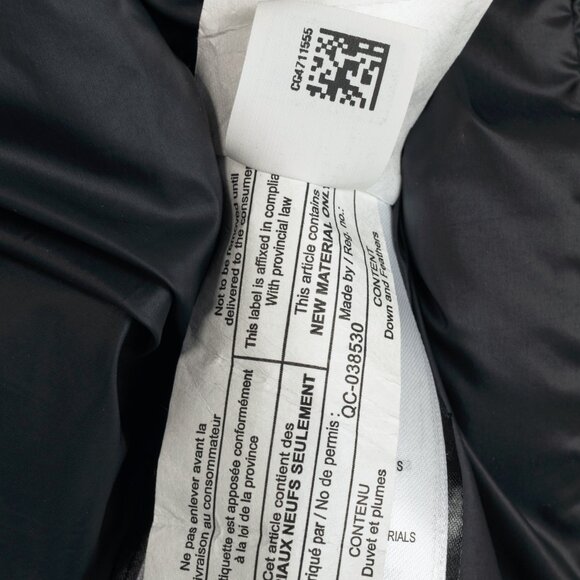 CG4711555
Not to be removed until
delivered to the consumer
This label is affixed in complia
With provincial law
This article contains
NEW MATERIAL ONLY
Made by / Reg. no.:
QC-038530
CONTENT
Down and Feathers
Ne pas enlever avant la
livraison au consommateur
étiquette est apposée conformément
à la loi de la province
Cet article contient des
RIAUX NEUFS SEULEMENT
riqué par / No de permis :
CONTENU
Duvet et plumes
S
RIALS